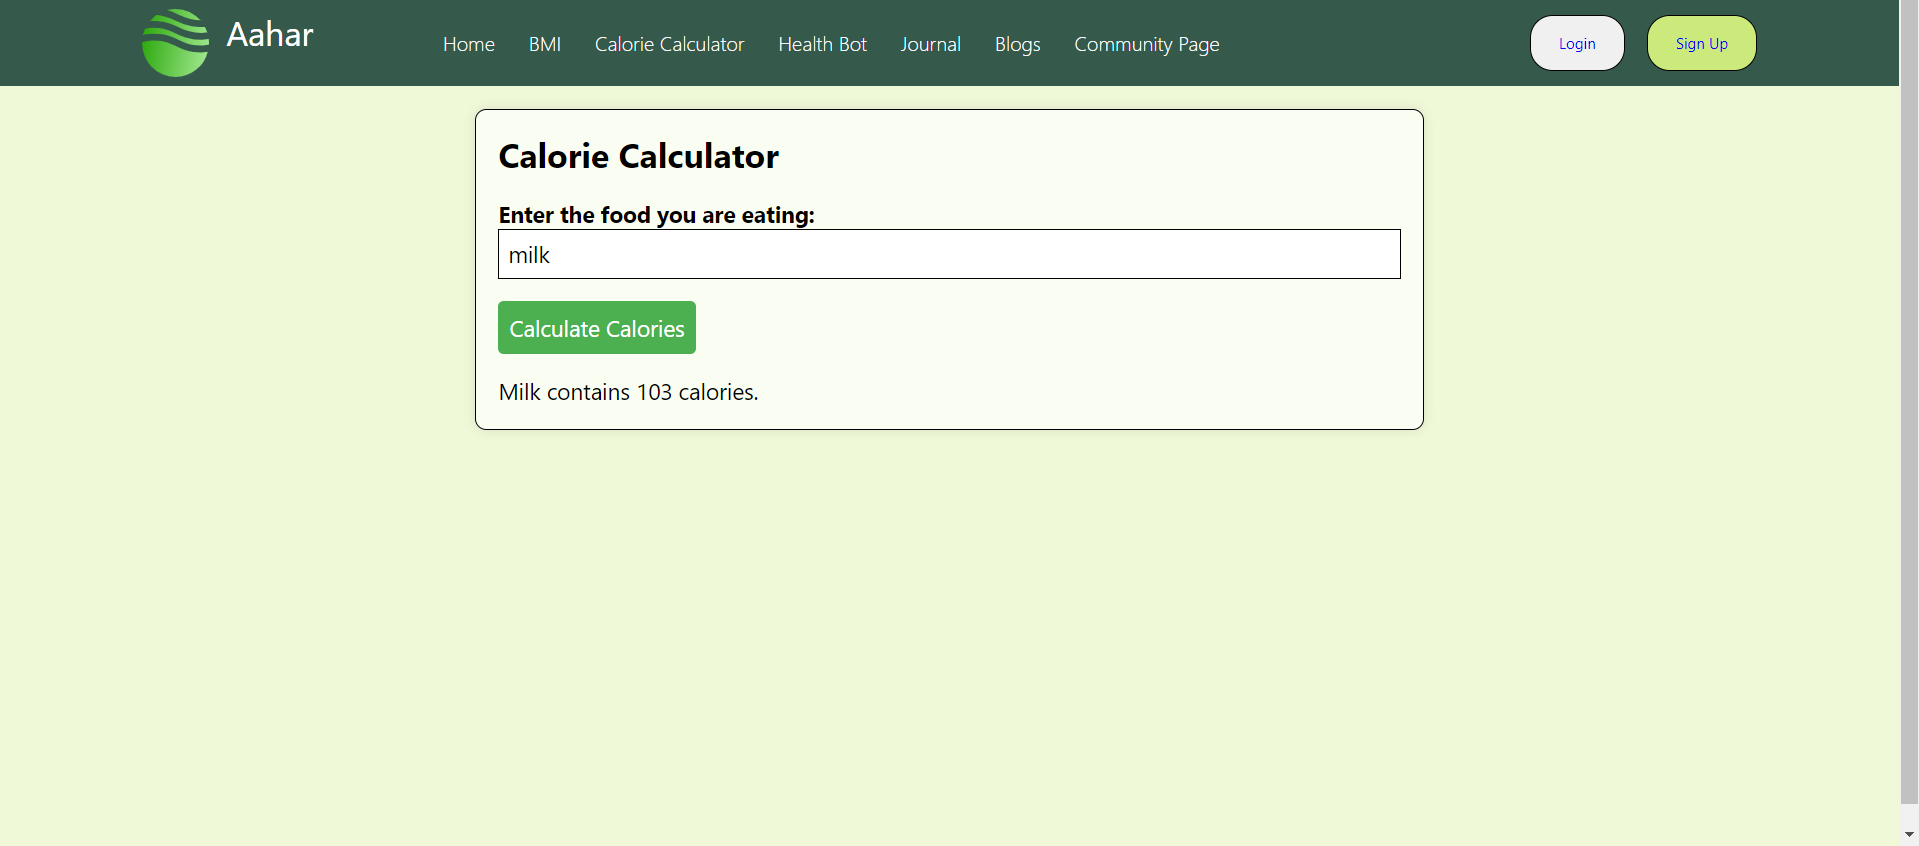 Aahar
Home BMI Calorie Calculator Health Bot Journal Blogs Community Page
Login Sign Up
Calorie Calculator
Enter the food you are eating:
milk
Calculate Calories
Milk contains 103 calories.